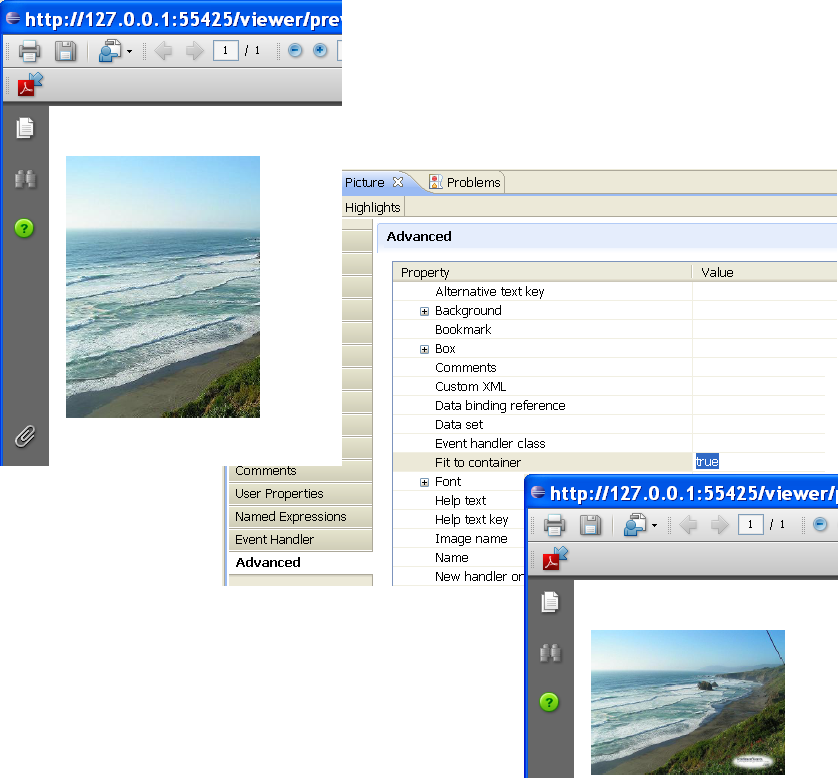 http://127.0.0.1:55425/viewer/pre
1 / 1
Picture
Problems
Highlights
Advanced
Property Value
Alternative text key
Background
Bookmark
Box
Comments
Custom XML
Data binding reference
Data set
Event handler class
Fit to container true
Font
Help text
Help text key
Image name
Name
New handler on
Comments
User Properties
Named Expressions
Event Handler
Advanced
http://127.0.0.1:55425/viewer/
1 / 1